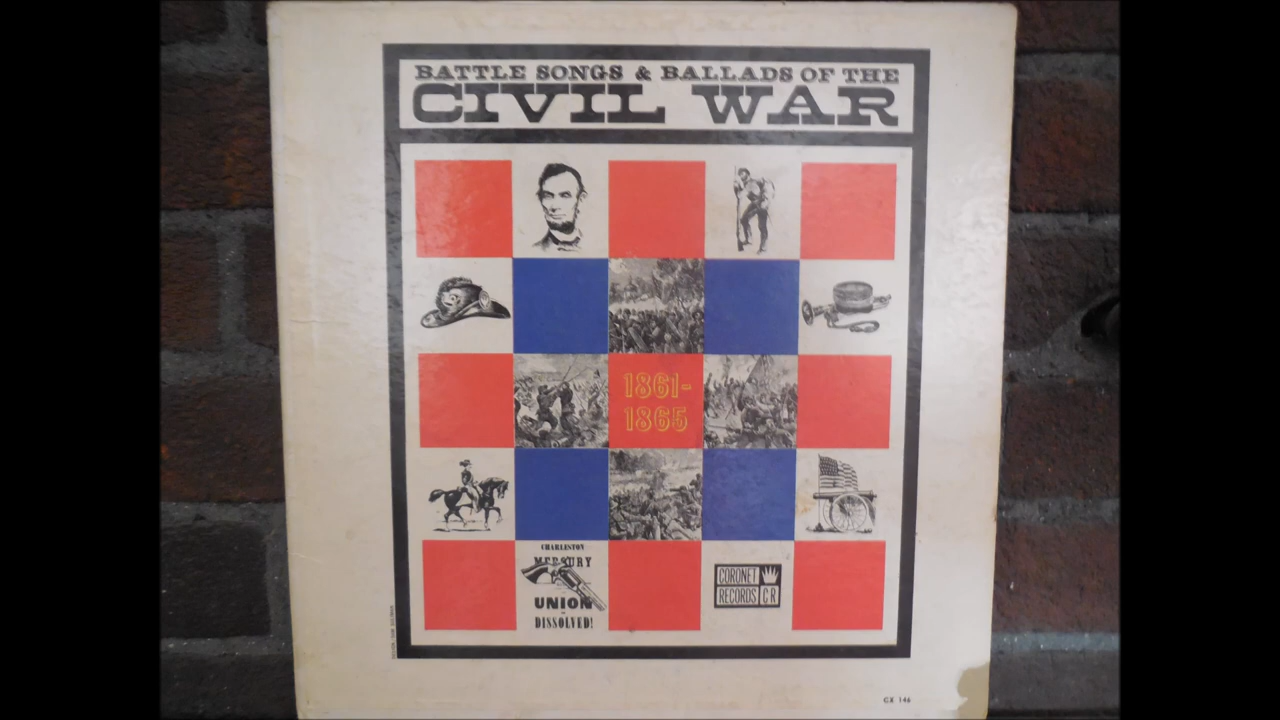 BATTLE SONGS & BALLADS OF THE
CIVIL WAR
1861-
1865
CHARLESTON
MERCURY
UNION
DISSOLVED!
CORONET
RECORDS CR
CX 146